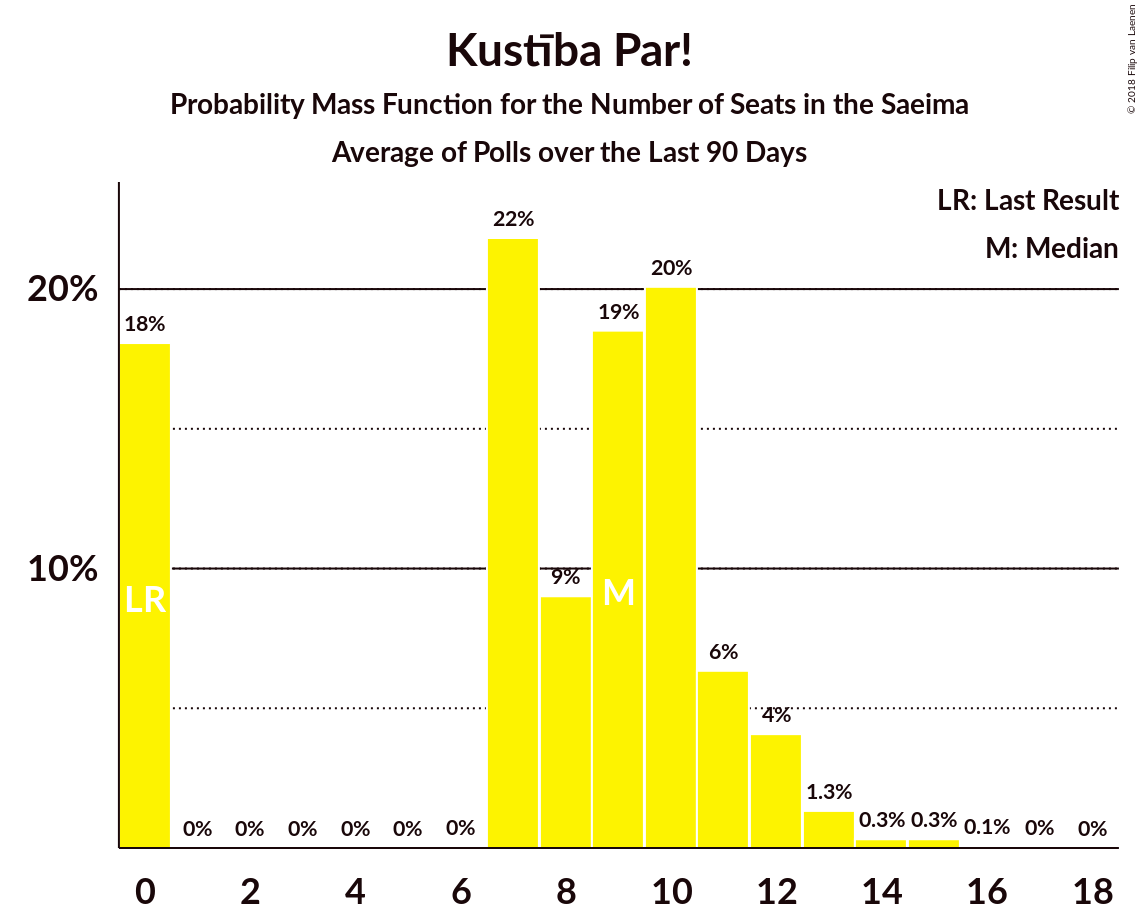 Kustība Par!
Probability Mass Function for the Number of Seats in the Saeima
Average of Polls over the Last 90 Days
© 2018 Filip van Laenen
LR: Last Result
M: Median
20%
10%
18%
0%
0%
0%
0%
0%
0%
22%
9%
19%
20%
6%
4%
1.3%
0.3%
0.3%
0.1%
0%
0%
LR
M
0 2 4 6 8 10 12 14 16 18